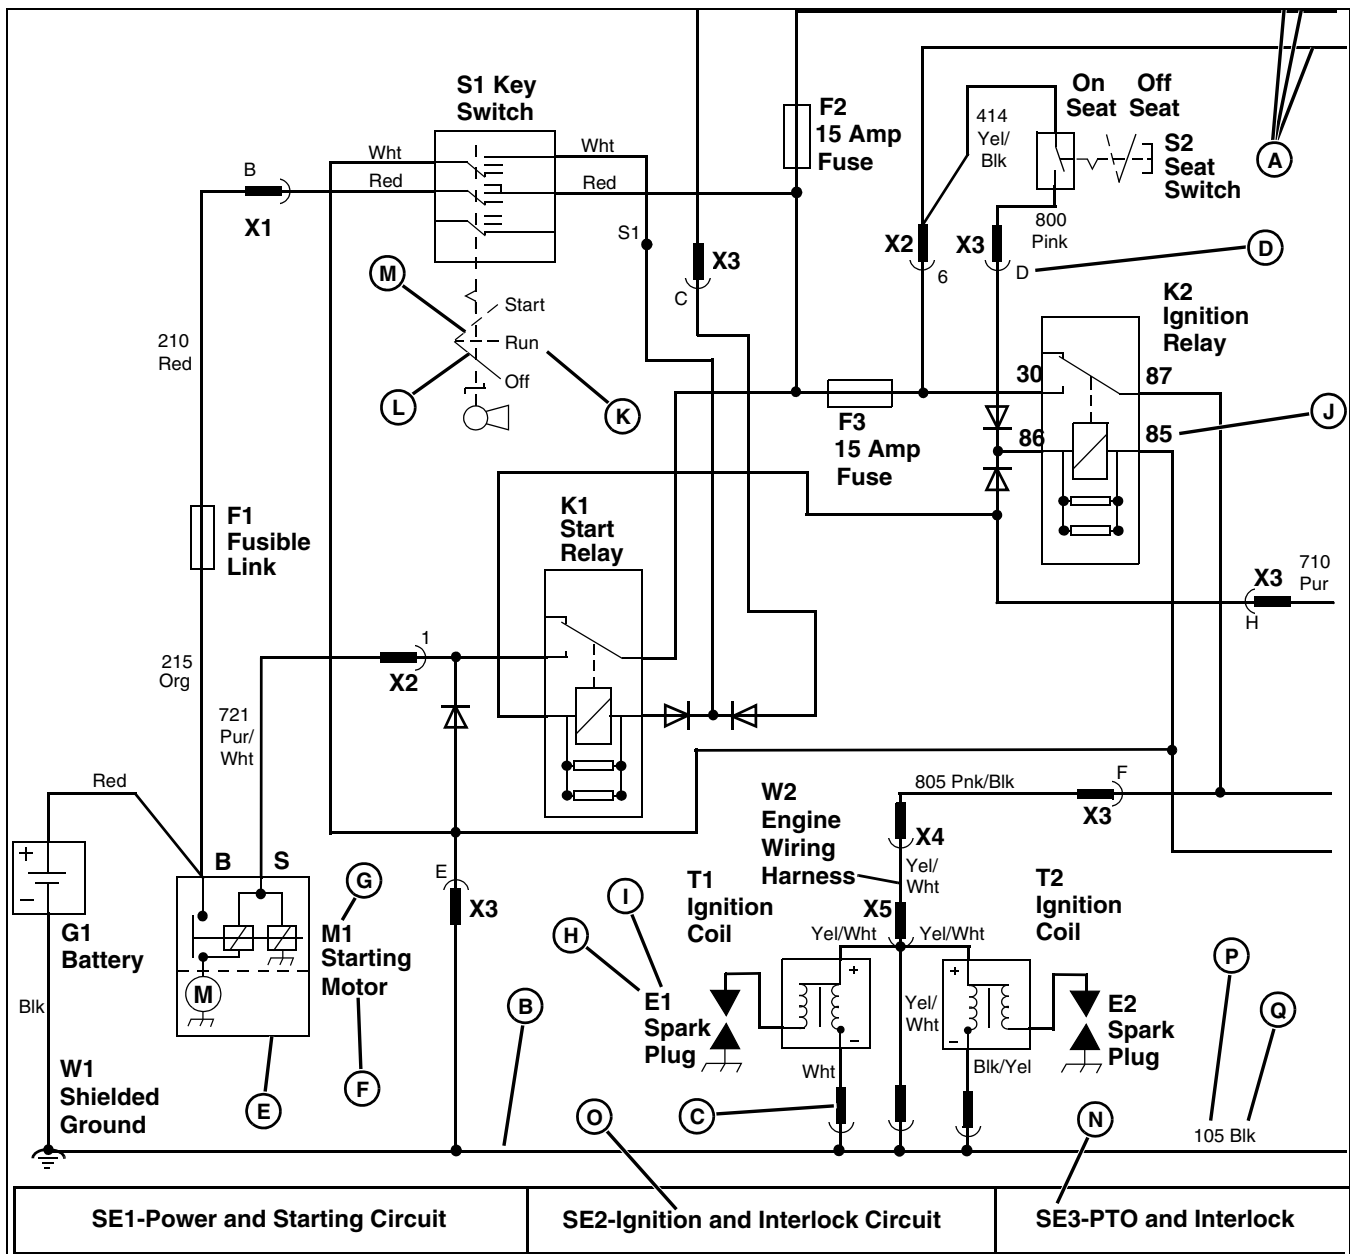 S1 Key
Switch
Wht
Red
Wht
Red
B
X1
S1
X3
C
F2
15 Amp
Fuse
414
Yel/
Blk
On
Seat
Off
Seat
S2
Seat
Switch
A
800
Pink
X2
6
X3
D
D
M
Start
Run
Off
L
K
210
Red
K2
Ignition
Relay
30
87
86
85
J
F3
15 Amp
Fuse
F1
Fusible
Link
K1
Start
Relay
X3
H
710
Pur
215
Org
1
X2
721
Pur/
Wht
Red
+
-
G1
Battery
B
S
M
M1
Starting
Motor
G
F
E
Blk
W1
Shielded
Ground
E
X3
805 Pnk/Blk
F
X3
W2
Engine
Wiring
Harness
X4
Yel/
Wht
X5
T1
Ignition
Coil
T2
Ignition
Coil
Yel/Wht
Yel/Wht
I
H
E1
Spark
Plug
+
-
Yel/
Wht
+
-
E2
Spark
Plug
B
Wht
Blk/Yel
C
O
N
P
Q
105 Blk
SE1-Power and Starting Circuit
SE2-Ignition and Interlock Circuit
SE3-PTO and Interlock